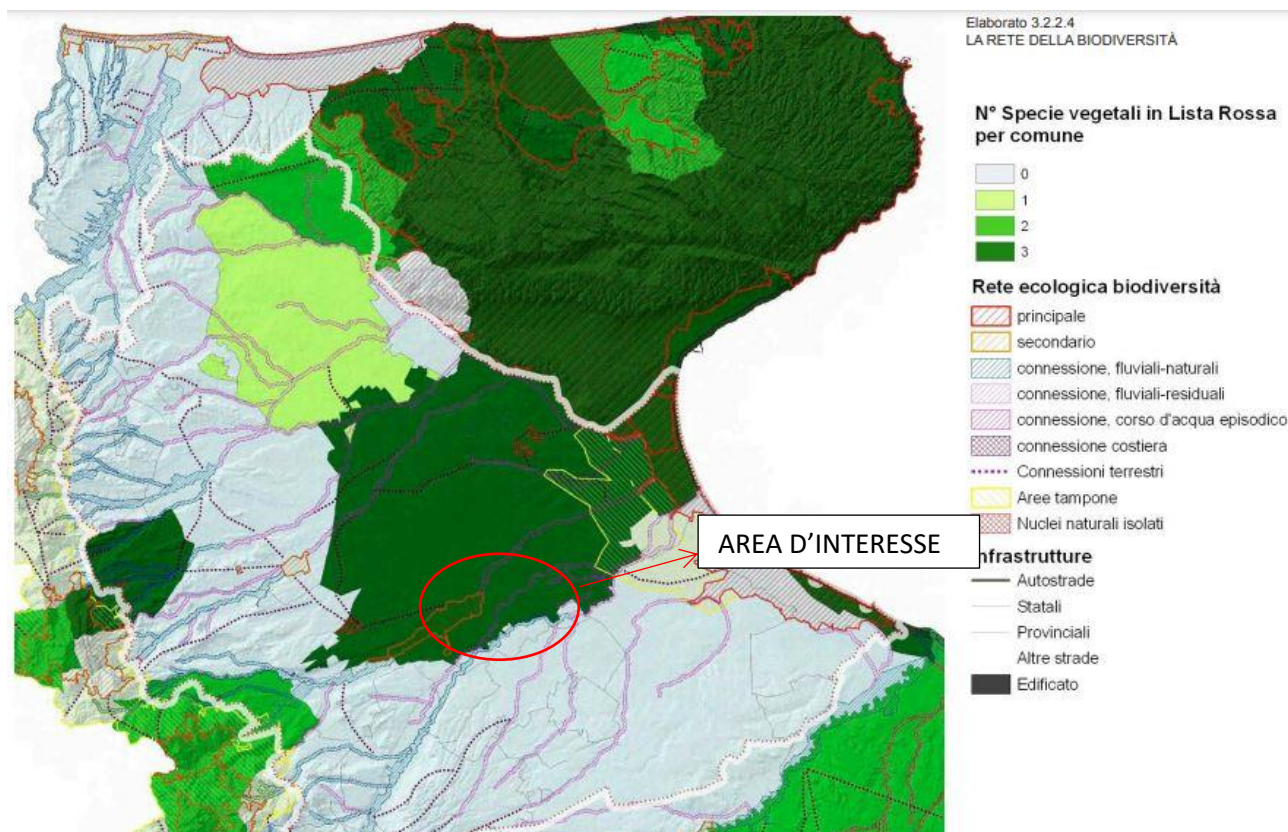 Elaborato 3.2.2.4
LA RETE DELLA BIODIVERSITÀ
N° Specie vegetali in Lista Rossa
per comune
0
1
2
3
Rete ecologica biodiversità
principale
secondario
connessione, fluviali-naturali
connessione, fluviali-residuali
connessione, corso d'acqua episodico
connessione costiera
Connessioni terrestri
Aree tampone
Nuclei naturali isolati
AREA D'INTERESSE
nfrastrutture
Autostrade
Statali
Provinciali
Altre strade
Edificato